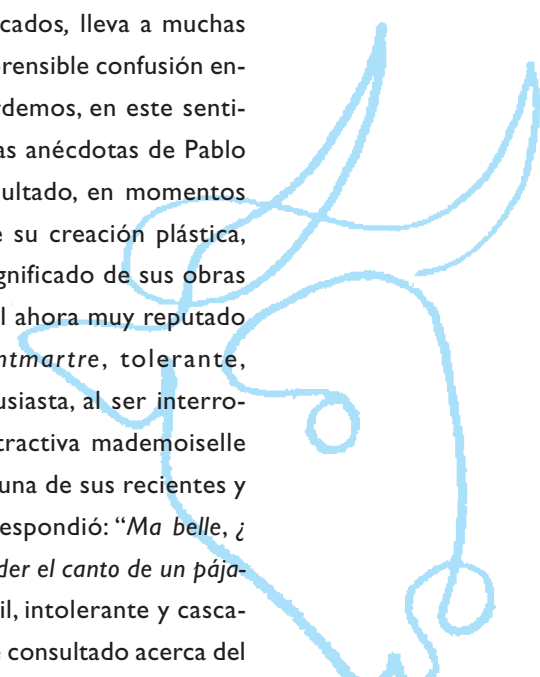 cados, lleva a muchas
prensible confusión en-
rdemos, en este senti-
as anécdotas de Pablo
ultado, en momentos
e su creación plástica,
gnificado de sus obras
l ahora muy reputado
ntmartre, tolerante,
usiasta, al ser interro-
tractiva mademoiselle
una de sus recientes y
espondió: “Ma belle, ¿
der el canto de un pája-
il, intolerante y casca-
e consultado acerca del